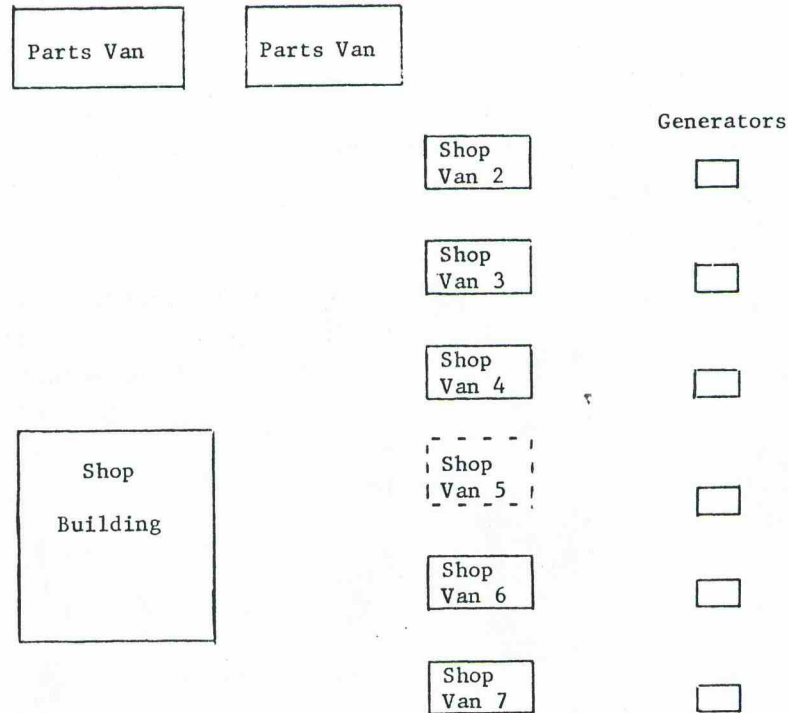 Parts Van
Parts Van
Generators
Shop
Van 2
Shop
Van 3
Shop
Van 4
Shop
Van 5
Shop
Building
Shop
Van 6
Shop
Van 7